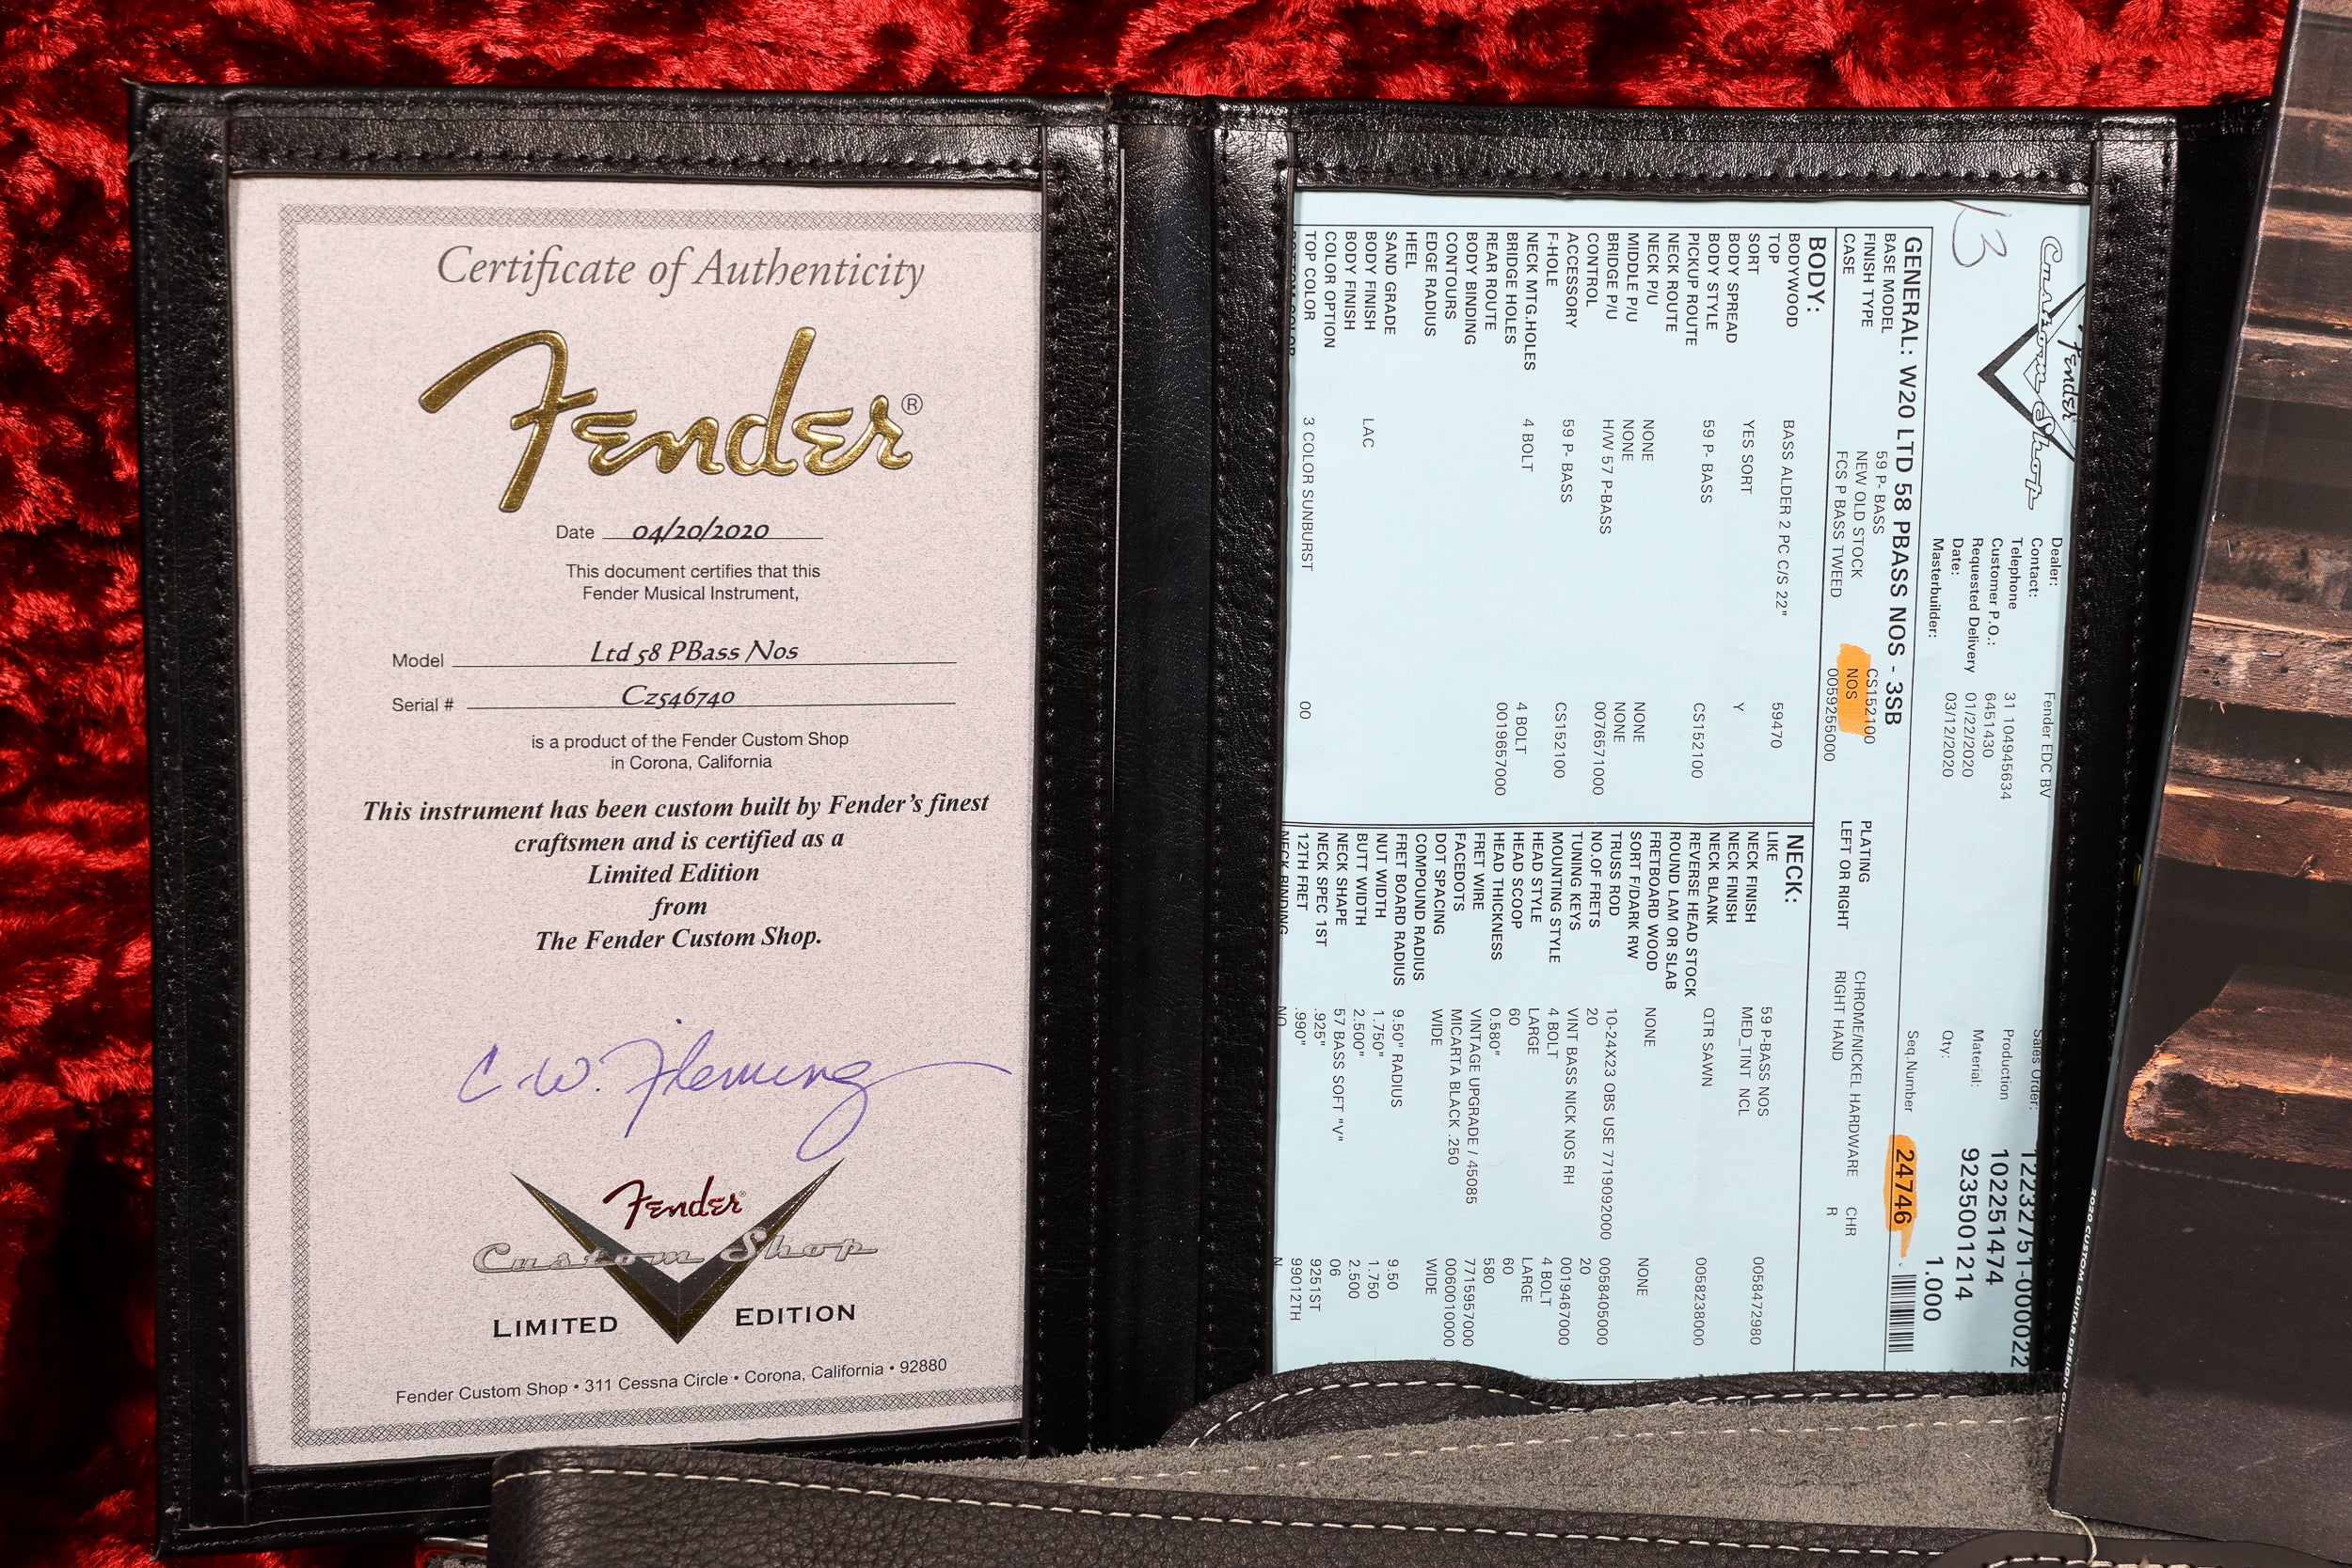 Certificate of Authenticity
Fender®
Date 04/20/2020
This document certifies that this
Fender Musical Instrument,
Model Ltd 58 PBass Nos
Serial # Cz546740
is a product of the Fender Custom Shop
in Corona, California
This instrument has been custom built by Fender's finest
craftsmen and is certified as a
Limited Edition
from
The Fender Custom Shop.
C.W. Fleming
Fender®
Custom Shop
LIMITED EDITION
Fender Custom Shop • 311 Cessna Circle • Corona, California • 92880
Fender
Custom Shop
Dealer: Fender EDC BV Sales Order: 12232751-000022
Contact:
Telephone 31 104945634 Production 102251474
Customer P.O.: 6451430
Requested Delivery 01/22/2020 Material: 9235001214
Date: 03/12/2020
Masterbuilder: Qty: 1.000
GENERAL: W20 LTD 58 PBASS NOS - 3SB Seq.Number 24746
BASE MODEL 59 P- BASS CS152100
FINISH TYPE NEW OLD STOCK NOS PLATING CHROME/NICKEL HARDWARE CHR
CASE FCS P BASS TWEED 0059255000 LEFT OR RIGHT RIGHT HAND R
BODY:
BODYWOOD BASS ALDER 2 PC C/S 22" 59470
TOP
SORT YES SORT Y
BODY SPREAD
BODY STYLE 59 P- BASS CS152100
PICKUP ROUTE
NECK ROUTE
NECK P/U NONE NONE
MIDDLE P/U NONE NONE
BRIDGE P/U H/W 57 P-BASS 0076571000
CONTROL
ACCESSORY 59 P- BASS CS152100
F-HOLE
NECK MTG.HOLES 4 BOLT 4 BOLT
BRIDGE HOLES 0019657000
REAR ROUTE
BODY BINDING
CONTOURS
EDGE RADIUS
HEEL
SAND GRADE
BODY FINISH LAC
BODY FINISH
COLOR OPTION
TOP COLOR 3 COLOR SUNBURST 00
BOTTOM COLOR
NECK:
LIKE 59 P-BASS NOS 0058472980
NECK FINISH MED_TINT NCL
NECK FINISH
NECK BLANK QTR SAWN 0058238000
REVERSE HEAD STOCK
ROUND LAM OR SLAB
FRETBOARD WOOD NONE NONE
SORT F/DARK RW
TRUSS ROD 10-24X23 OBS USE 7719092000 0058405000
NO.OF FRETS 20 20
TUNING KEYS VINT BASS NICK NOS RH 0019467000
MOUNTING STYLE 4 BOLT 4 BOLT
HEAD STYLE LARGE LARGE
HEAD SCOOP 60 60
HEAD THICKNESS 0.580" 580
FRET WIRE VINTAGE UPGRADE / 45085 7715957000
FACEDOTS MICARTA BLACK .250 0060010000
DOT SPACING WIDE WIDE
COMPOUND RADIUS
FRET BOARD RADIUS 9.50" RADIUS 9.50
NUT WIDTH 1.750" 1.750
BUTT WIDTH 2.500" 2.500
NECK SHAPE 57 BASS SOFT "V" 06
NECK SPEC 1ST .925" 9251ST
12TH FRET .990" 99012TH
NECK BINDING NO N
2020 CUSTOM GUITAR DESIGN GUIDE